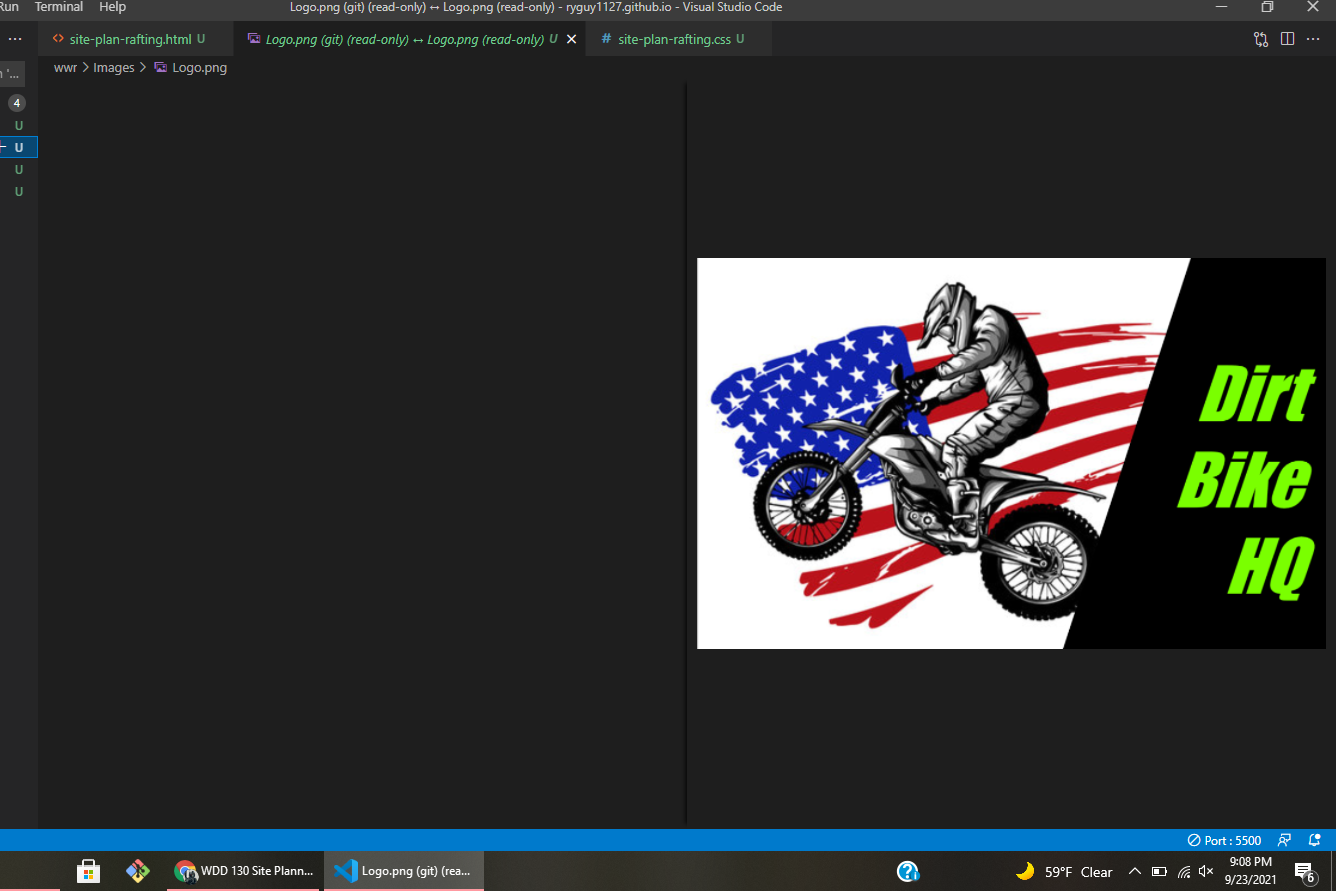 Run Terminal Help Logo.png (git) (read-only) ↔ Logo.png (read-only) - ryguy1127.github.io - Visual Studio Code
site-plan-rafting.html U Logo.png (git) (read-only) ↔ Logo.png (read-only) U # site-plan-rafting.css U
wwr > Images > Logo.png
4
U
U
U
U
Dirt
Bike
HQ
Port : 5500
WDD 130 Site Plann... Logo.png (git) (rea... 59°F Clear 9:08 PM
9/23/2021 6